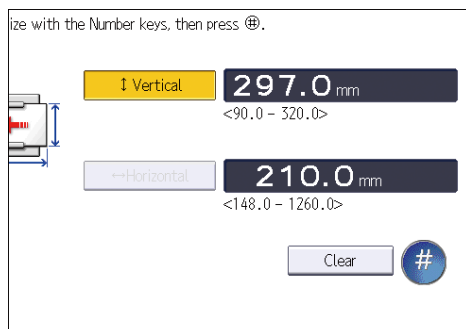 ize with the Number keys, then press ⌗.
↕ Vertical
297.0 mm
<90.0 - 320.0>
↔Horizontal
210.0 mm
<148.0 - 1260.0>
Clear
#